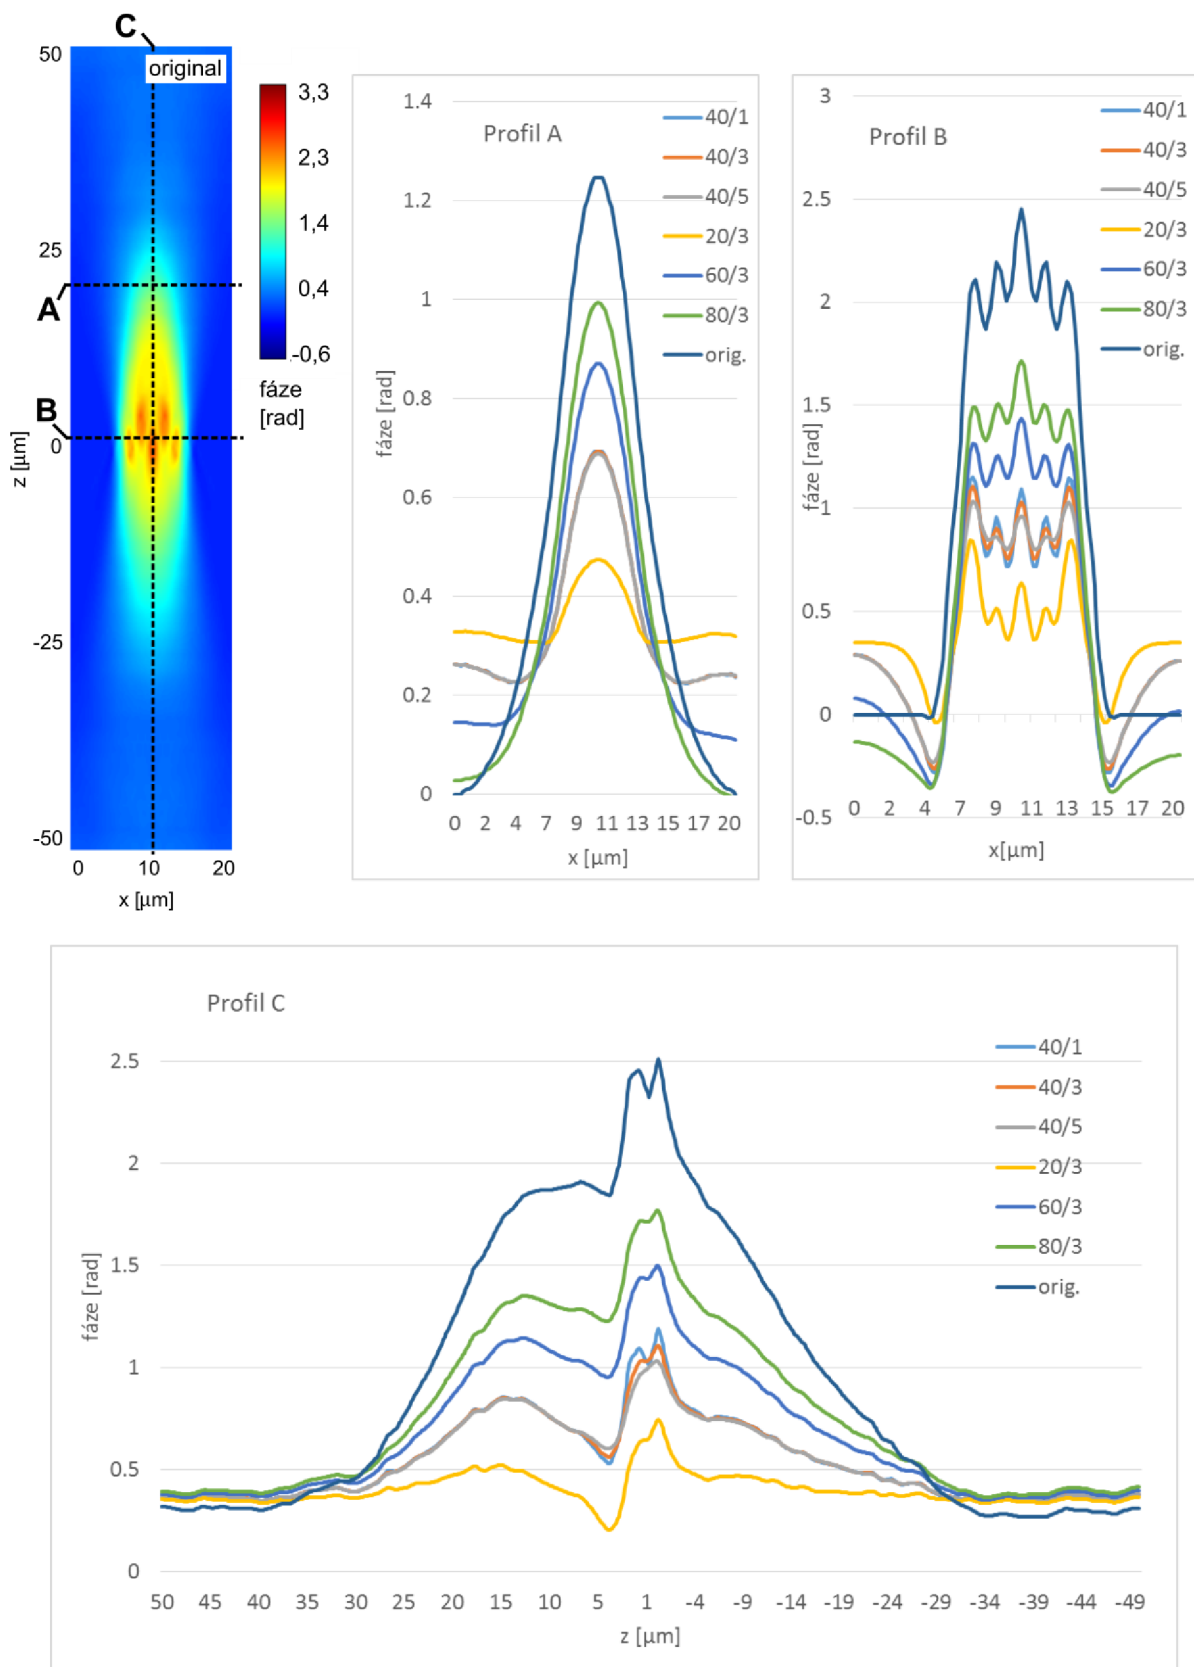 C
original
50
25
A
B
0
z [µm]
-25
-50
0 10 20
x [µm]
3,3
2,3
1,4
0,4
-0,6
fáze
[rad]
Profil A
1.4
1.2
1
0.8
0.6
0.4
0.2
0
fáze [rad]
0 2 4 7 9 11 13 15 17 20
x [µm]
40/1
40/3
40/5
20/3
60/3
80/3
orig.
Profil B
3
2.5
2
1.5
1
0.5
0
-0.5
fáze [rad]
0 2 4 7 9 11 13 15 17 20
x[µm]
40/1
40/3
40/5
20/3
60/3
80/3
orig.
Profil C
2.5
2
1.5
1
0.5
0
fáze [rad]
50 45 40 30 25 20 15 10 5 1 -4 -9 -14 -19 -24 -29 -34 -39 -44 -49
z [µm]
40/1
40/3
40/5
20/3
60/3
80/3
orig.